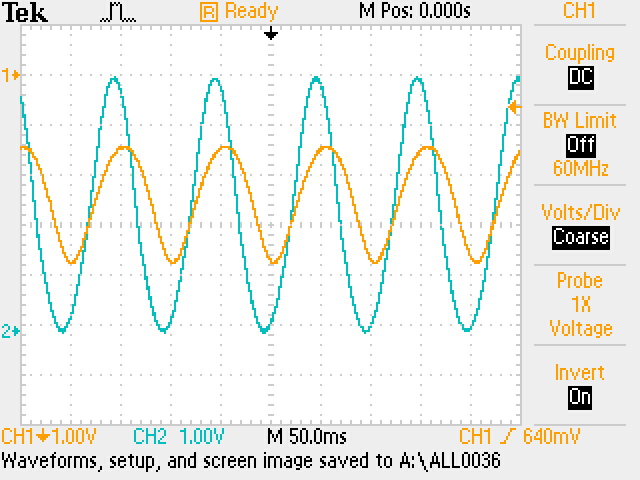 Tek R Ready M Pos: 0.000s CH1
Coupling
DC
BW Limit
Off
60MHz
Volts/Div
Coarse
Probe
1X
Voltage
Invert
On
1
2
CH1 1.00V CH2 1.00V M 50.0ms CH1 640mV
Waveforms, setup, and screen image saved to A:\ALL0036